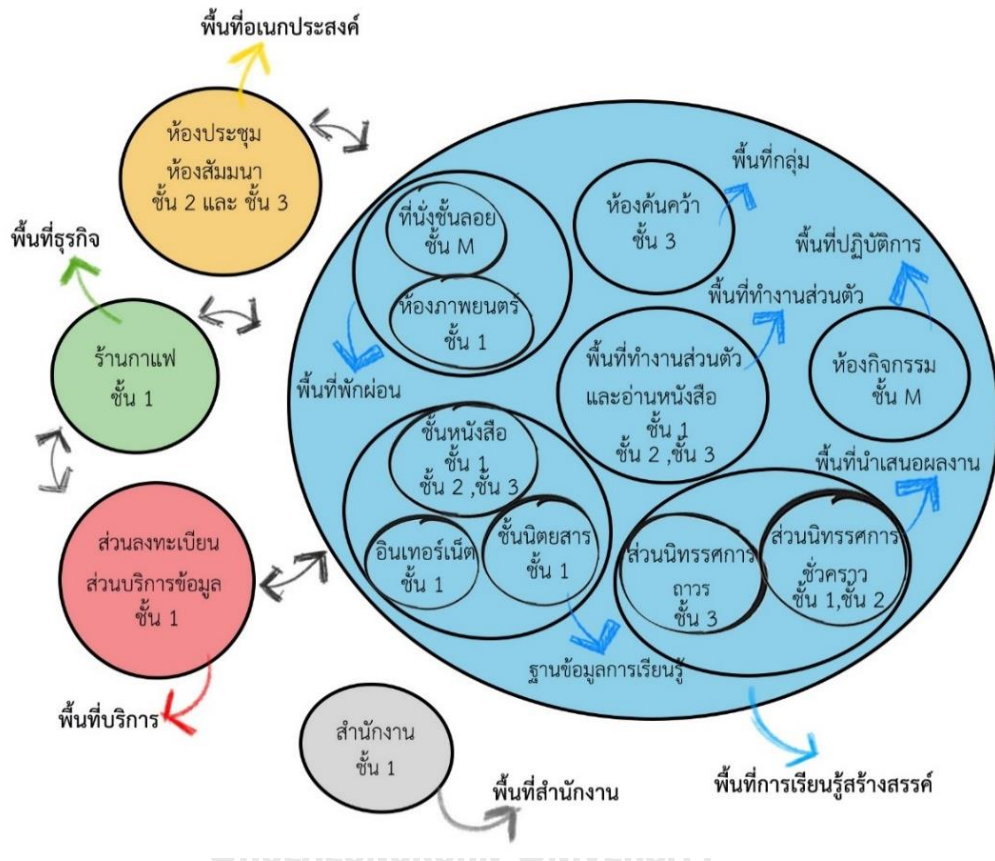 พื้นที่อเนกประสงค์
ห้องประชุม
ห้องสัมมนา
ชั้น 2 และ ชั้น 3
พื้นที่ธุรกิจ
ร้านกาแฟ
ชั้น 1
ส่วนลงทะเบียน
ส่วนบริการข้อมูล
ชั้น 1
พื้นที่บริการ
สำนักงาน
ชั้น 1
พื้นที่สำนักงาน
ที่นั่งชั้นลอย
ชั้น M
ห้องภาพยนตร์
ชั้น 1
พื้นที่พักผ่อน
ห้องค้นคว้า
ชั้น 3
พื้นที่กลุ่ม
พื้นที่ทำงานส่วนตัว
พื้นที่ทำงานส่วนตัว
และอ่านหนังสือ
ชั้น 1
ชั้น 2 ,ชั้น 3
พื้นที่ปฏิบัติการ
ห้องกิจกรรม
ชั้น M
ชั้นหนังสือ
ชั้น 1
ชั้น 2 ,ชั้น 3
อินเทอร์เน็ต
ชั้น 1
ชั้นนิตยสาร
ชั้น 1
ฐานข้อมูลการเรียนรู้
พื้นที่นำเสนอผลงาน
ส่วนนิทรรศการ
ถาวร
ชั้น 3
ส่วนนิทรรศการ
ชั่วคราว
ชั้น 1,ชั้น 2
พื้นที่การเรียนรู้สร้างสรรค์